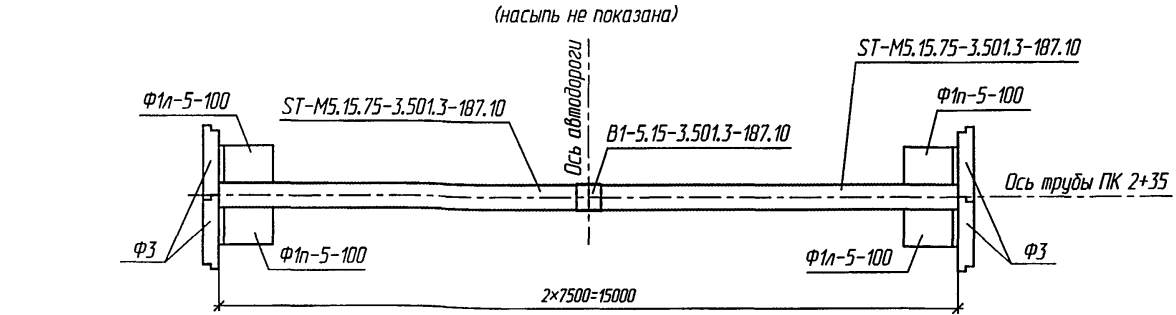 (насыпь не показана)
ST-М5.15.75-3.501.3-187.10
Ось автодороги
Ф1л-5-100
ST-М5.15.75-3.501.3-187.10
Ф1п-5-100
В1-5.15-3.501.3-187.10
Ось трубы ПК 2+35
Ф3
Ф1п-5-100
Ф1л-5-100
Ф3
2×7500=15000